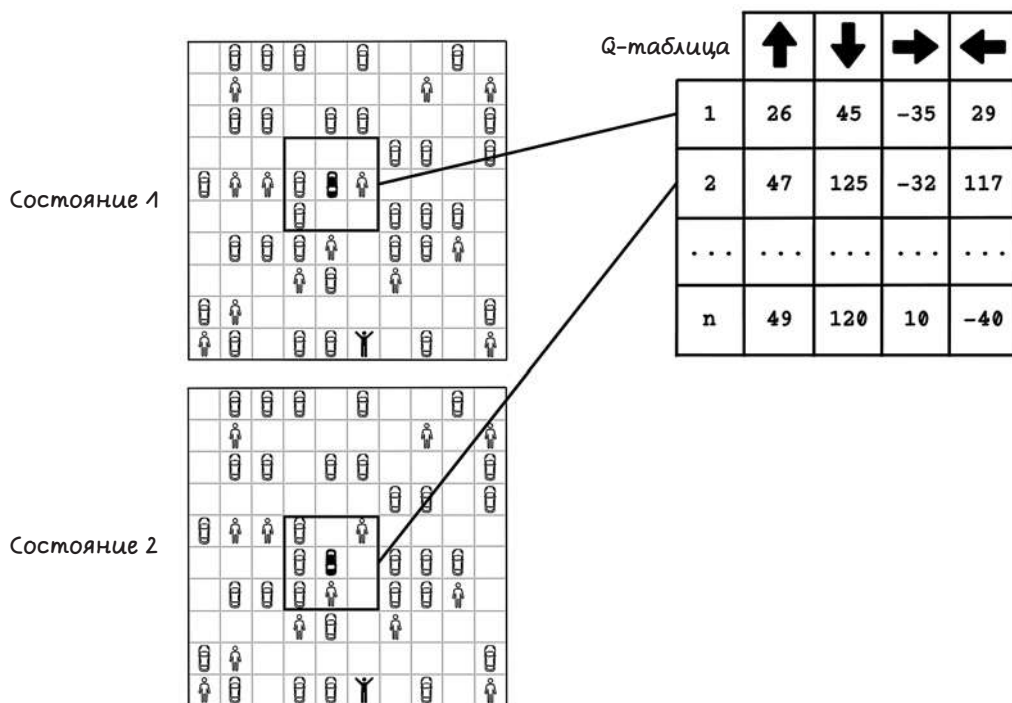 Q-таблица
1 26 45 −35 29
2 47 125 −32 117
... ... ... ... ...
n 49 120 10 −40
Состояние 1
Состояние 2